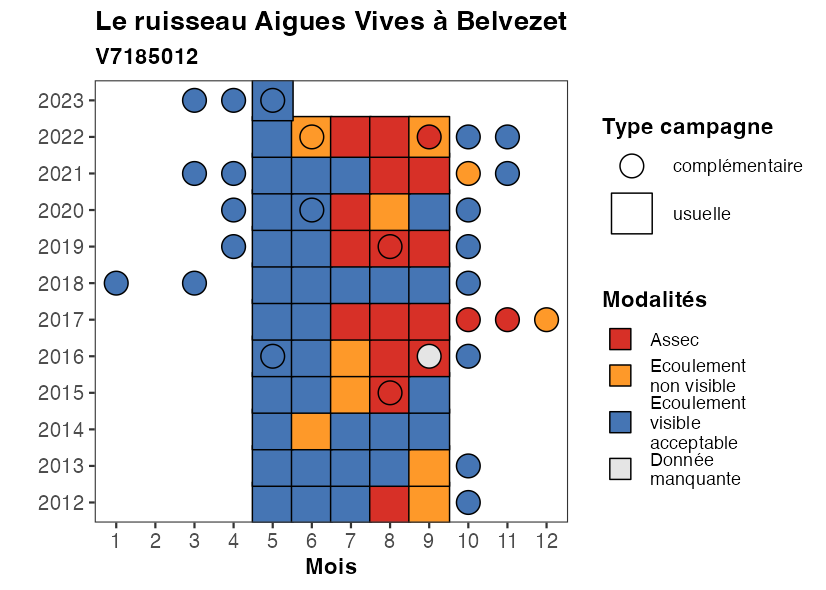 Le ruisseau Aigues Vives à Belvezet
V7185012
2023
2022
2021
2020
2019
2018
2017
2016
2015
2014
2013
2012
1 2 3 4 5 6 7 8 9 10 11 12
Mois
Type campagne
complémentaire
usuelle
Modalités
Assec
Ecoulement
non visible
Ecoulement
visible
acceptable
Donnée
manquante